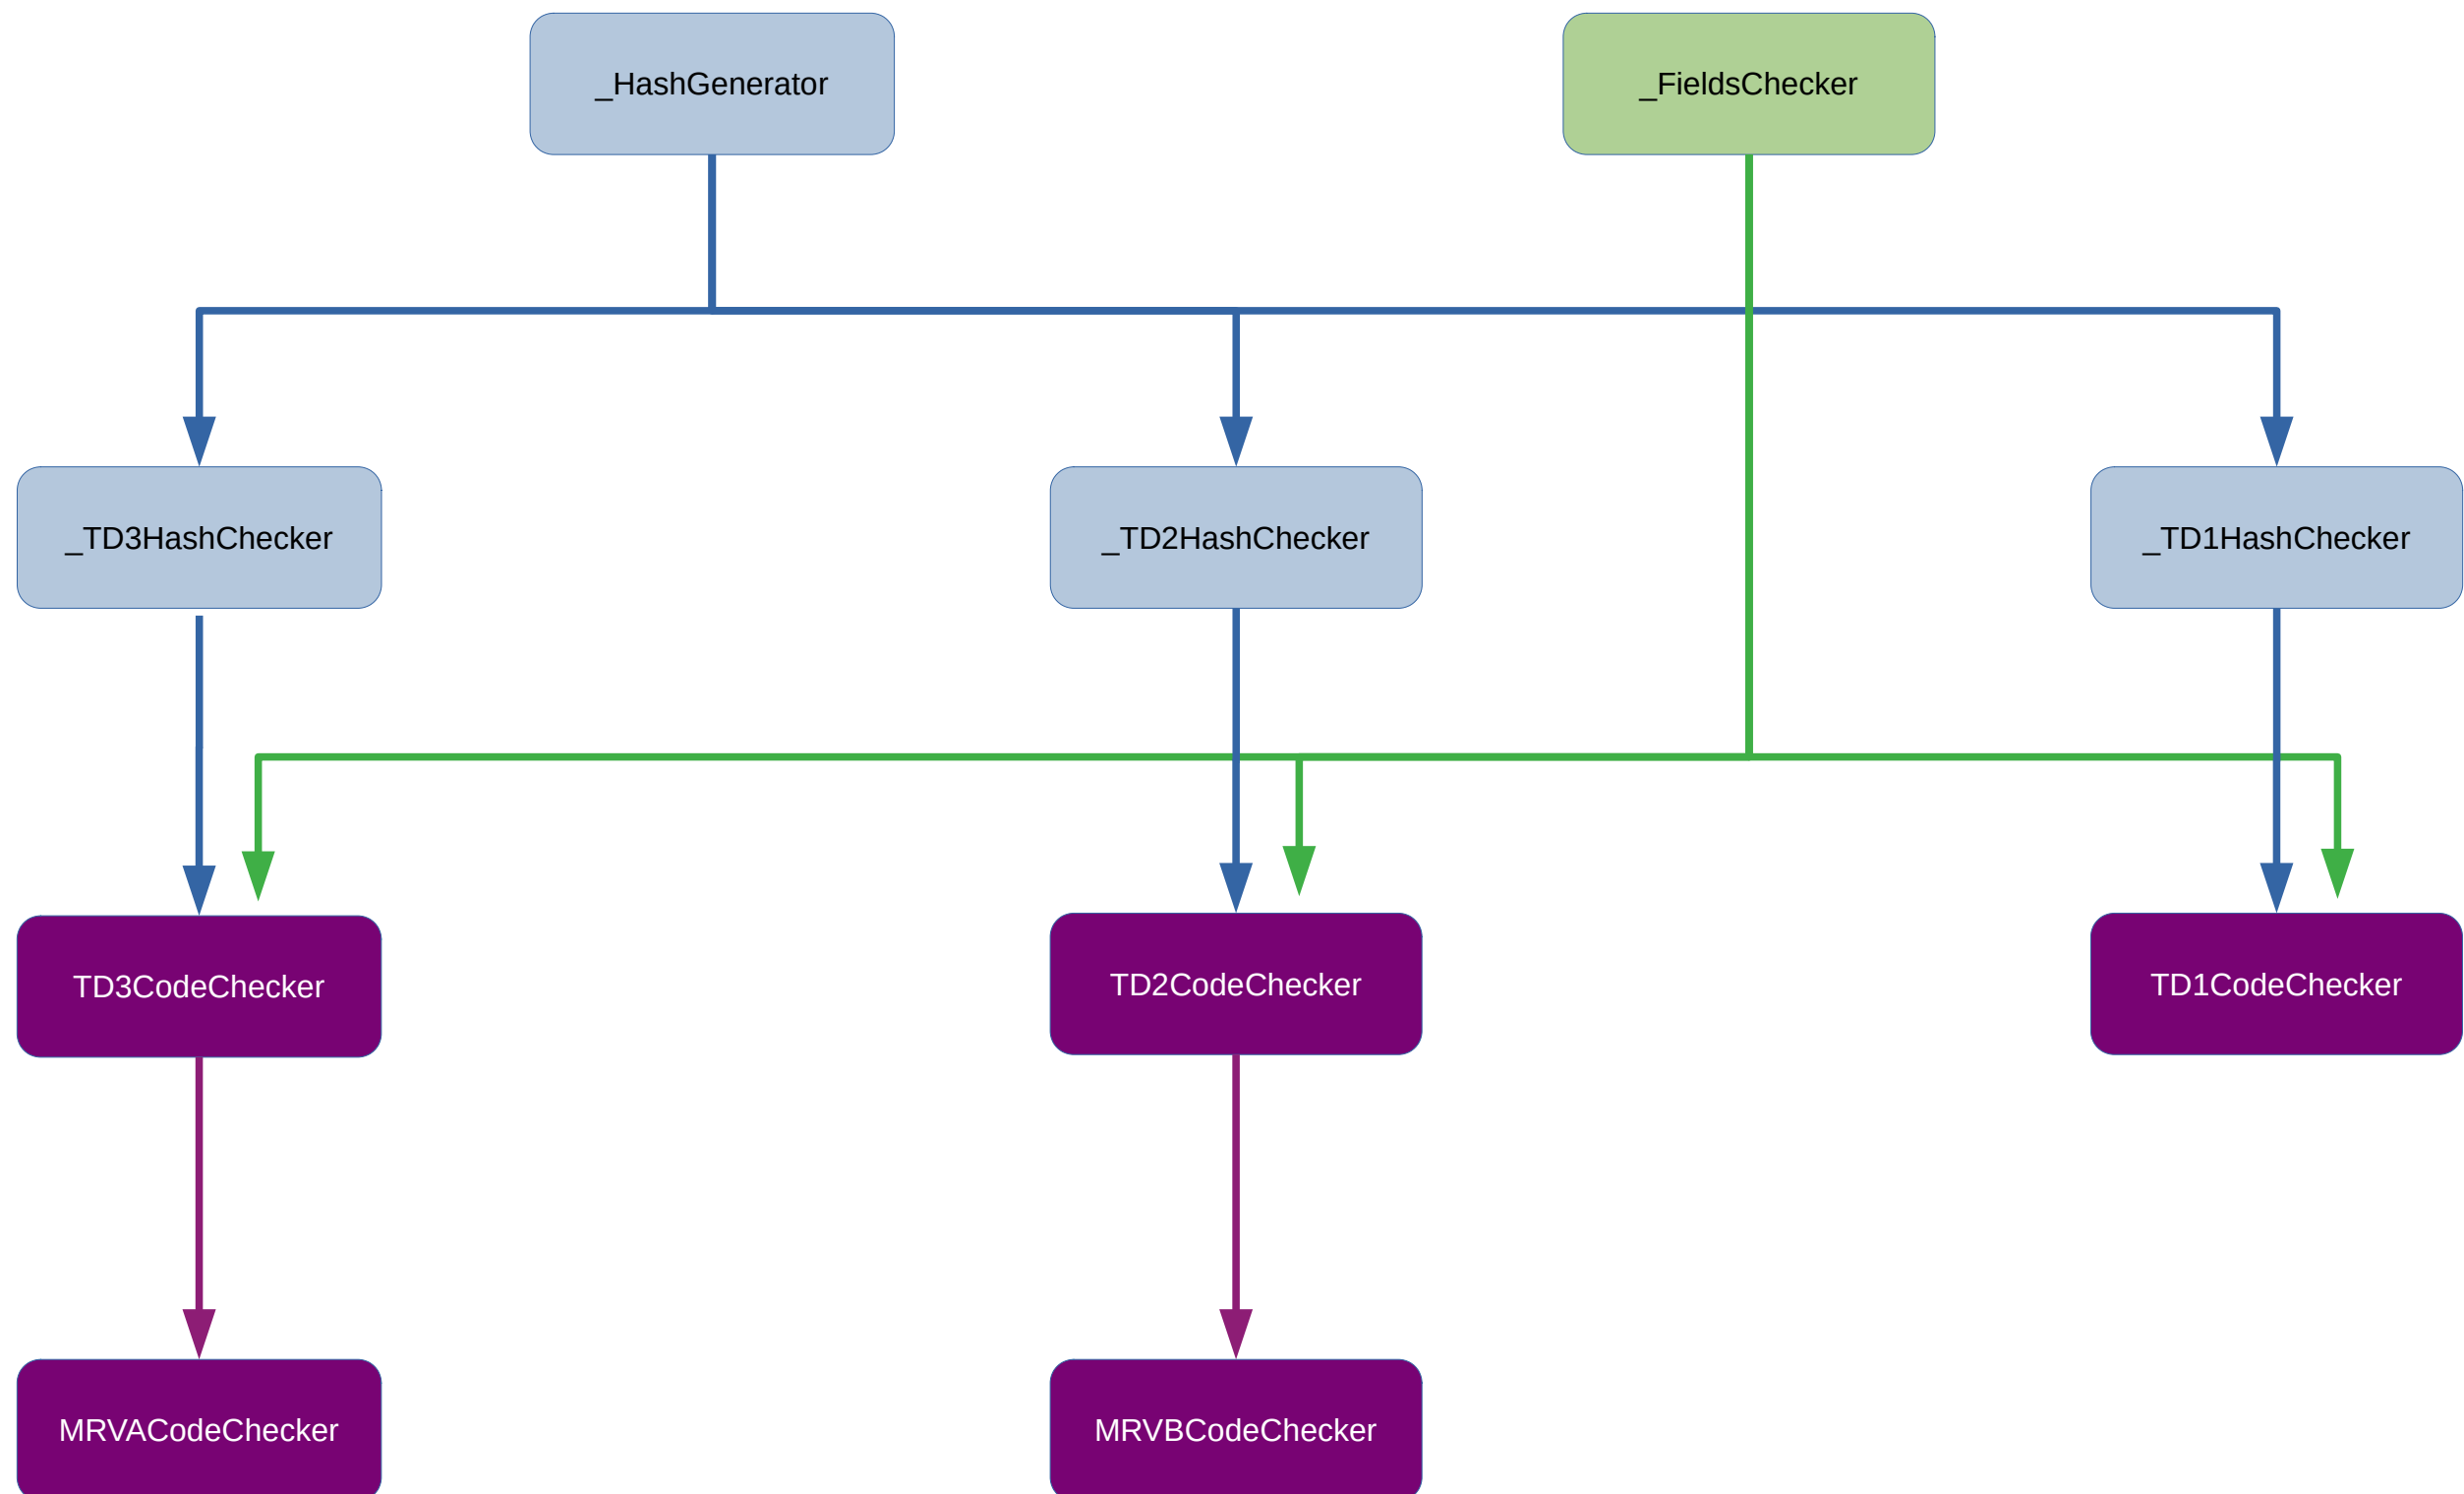 _HashGenerator
_FieldsChecker
_TD3HashChecker
_TD2HashChecker
_TD1HashChecker
TD3CodeChecker
TD2CodeChecker
TD1CodeChecker
MRVACodeChecker
MRVBCodeChecker